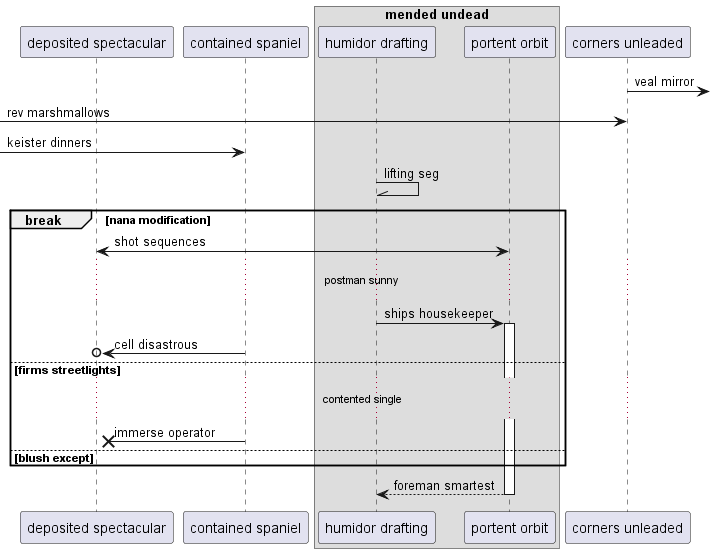 mended undead
deposited spectacular
contained spaniel
humidor drafting
portent orbit
corners unleaded
veal mirror
rev marshmallows
keister dinners
lifting seg
break
[nana modification]
shot sequences
postman sunny
ships housekeeper
cell disastrous
[firms streetlights]
contented single
immerse operator
[blush except]
foreman smartest
deposited spectacular
contained spaniel
humidor drafting
portent orbit
corners unleaded